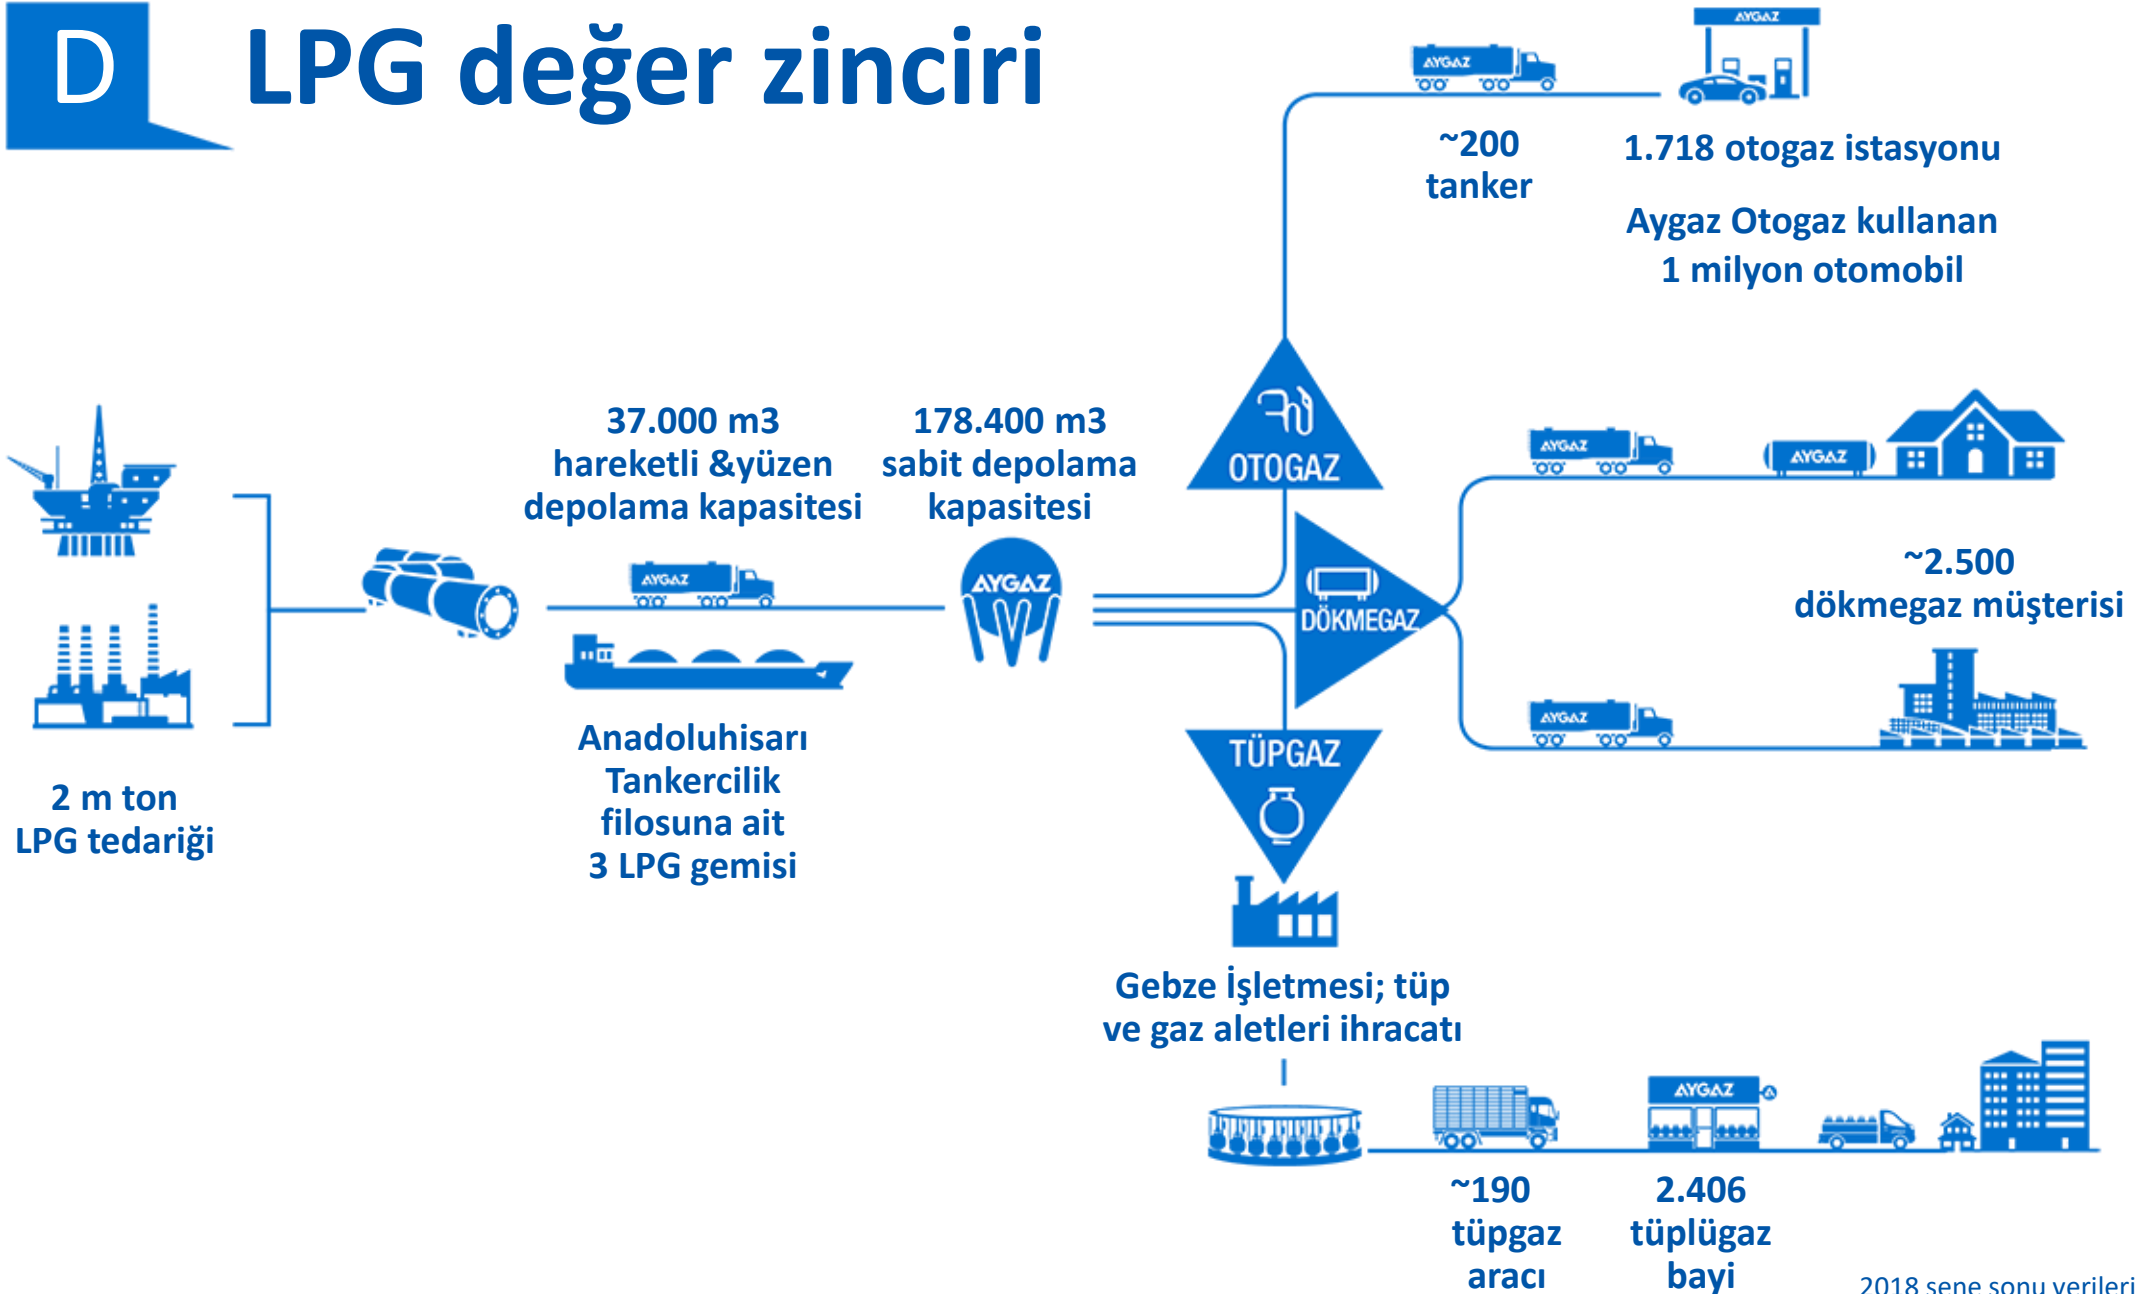 D
LPG değer zinciri
AYGAZ
AYGAZ
~200
tanker
1.718 otogaz istasyonu
Aygaz Otogaz kullanan
1 milyon otomobil
37.000 m3
hareketli &yüzen
depolama kapasitesi
178.400 m3
sabit depolama
kapasitesi
OTOGAZ
AYGAZ
AYGAZ
AYGAZ
AYGAZ
DÖKMEGAZ
~2.500
dökmegaz müşterisi
AYGAZ
2 m ton
LPG tedariği
Anadoluhisarı
Tankercilik
filosuna ait
3 LPG gemisi
TÜPGAZ
Gebze İşletmesi; tüp
ve gaz aletleri ihracatı
AYGAZ
~190
tüpgaz
aracı
2.406
tüplügaz
bayi
2018 sene sonu verileri